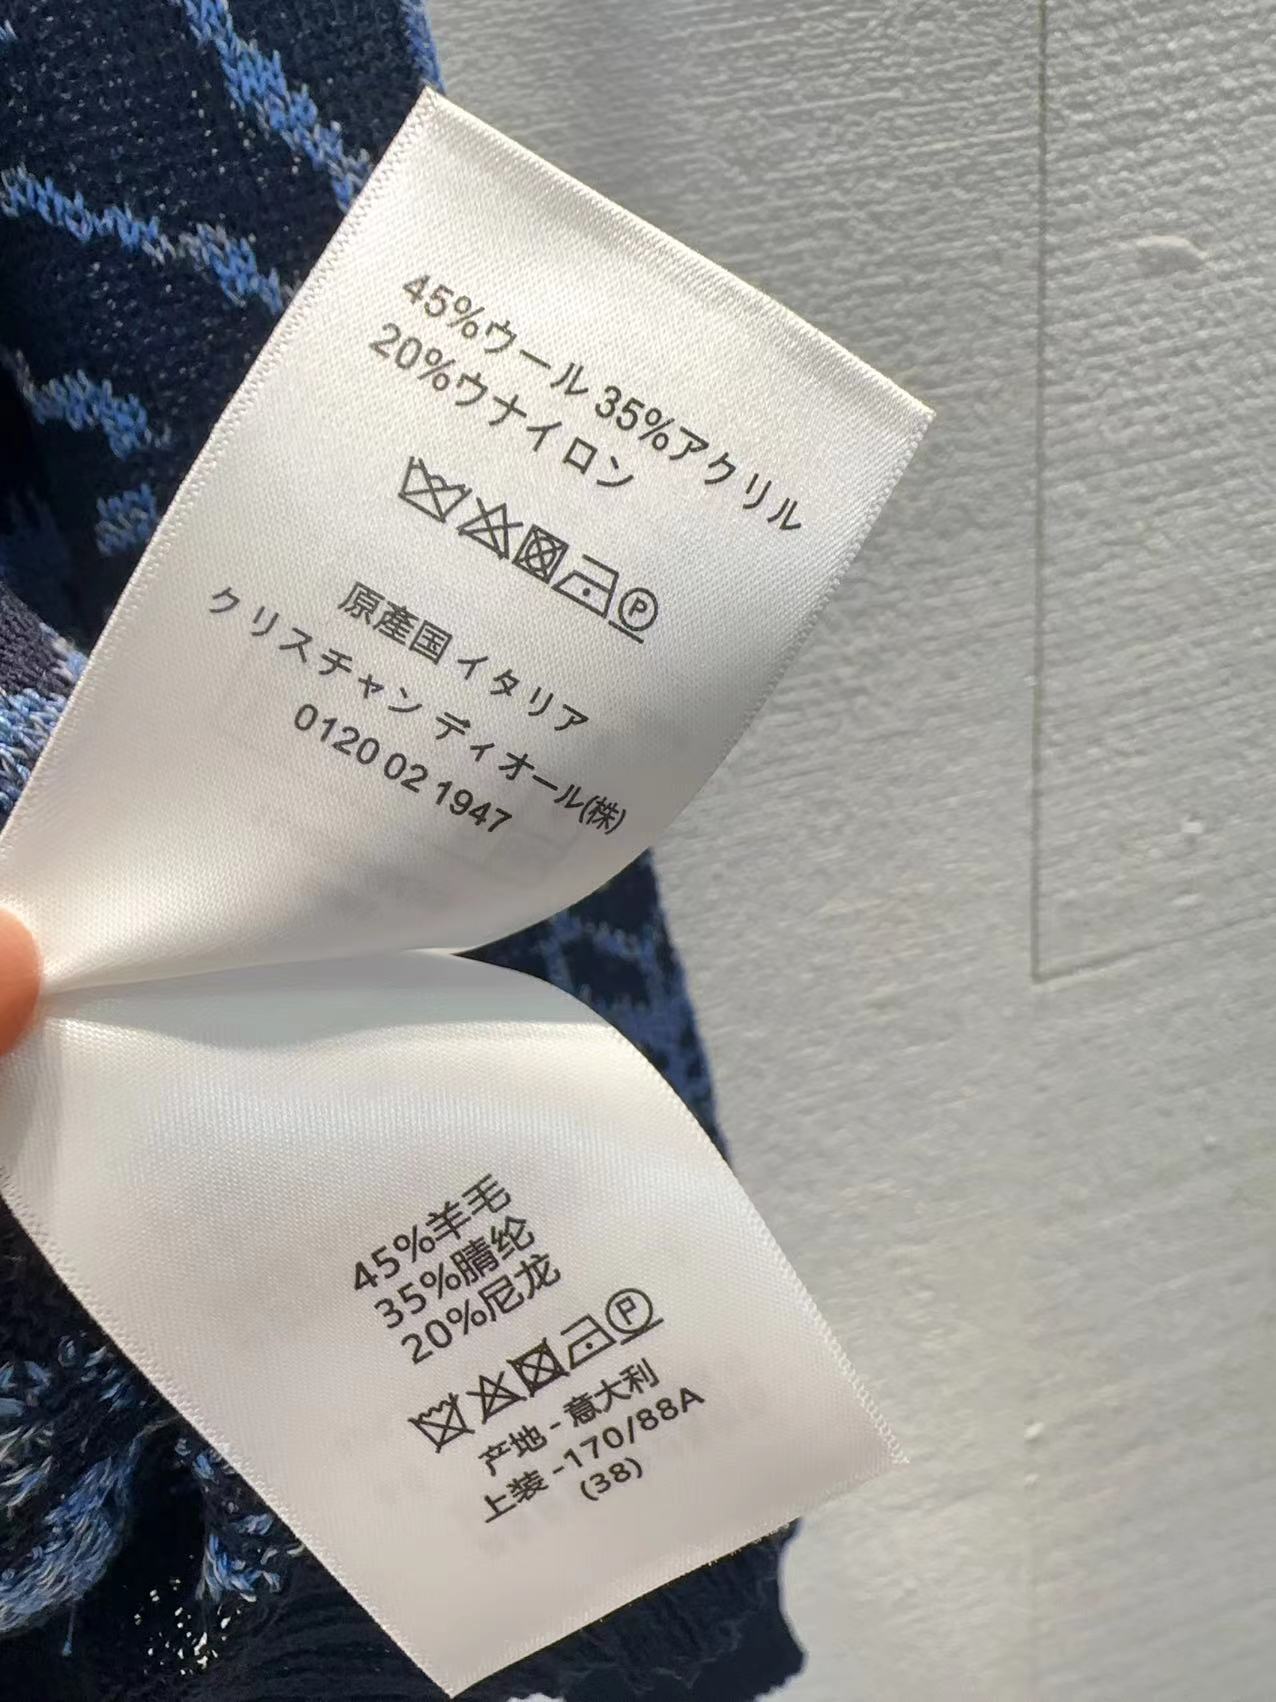 45%ウール 35%アクリル
20%ウナイロン
P
原產国 イタリア
クリスチャン ディオール(株)
0120 02 1947
45%羊毛
35%腈纶
20%尼龙
P
产地 - 意大利
上装 -170/88A
(38)